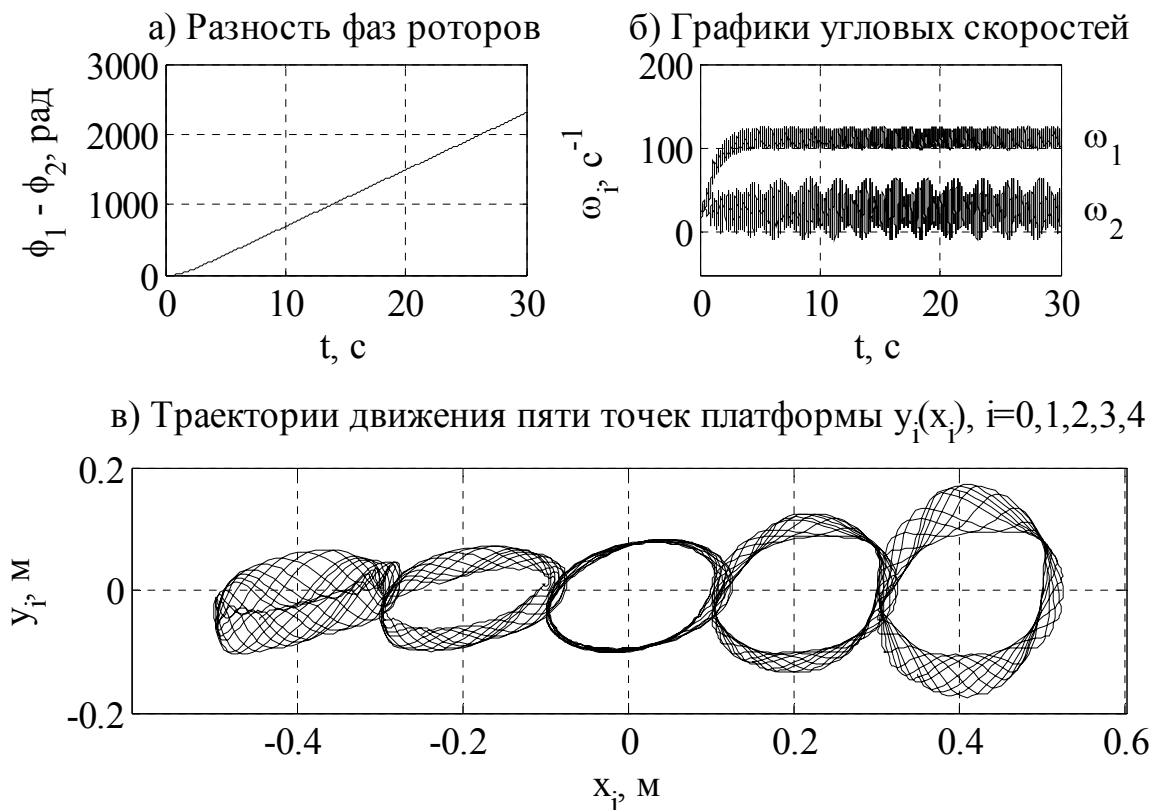 а) Разность фаз роторов
3000
2000
1000
0
ϕ₁ - ϕ₂, рад
0 10 20 30
t, с
б) Графики угловых скоростей
200
100
0
ωᵢ, с⁻¹
ω₁
ω₂
0 10 20 30
t, с
в) Траектории движения пяти точек платформы yᵢ(xᵢ), i=0,1,2,3,4
0.2
0
-0.2
yᵢ, м
-0.4 -0.2 0 0.2 0.4 0.6
xᵢ, м